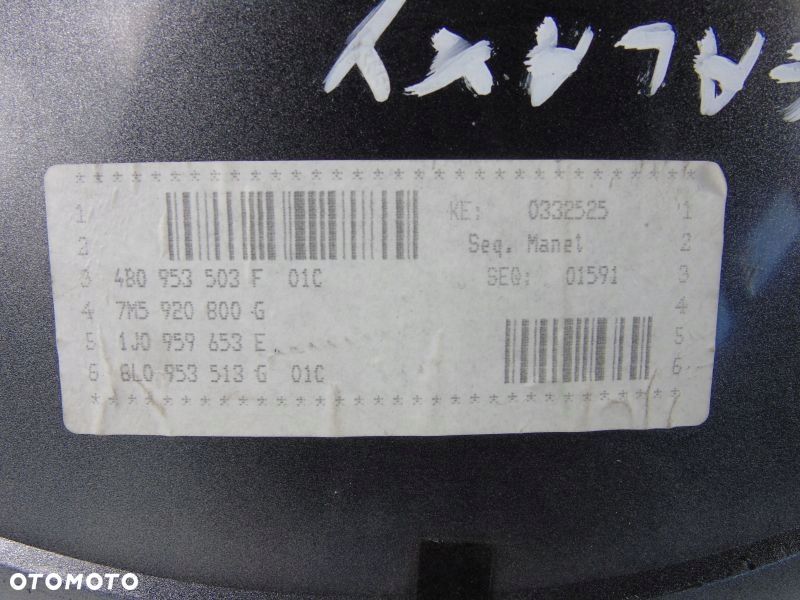 GALAXY
* * * * * * * * * * * * * * * * * * * * * * * * * * * * * * * * *
1 KE: 0332525 1
2 Seq. Manet 2
3 4B0 953 503 F 01C SEQ: 01591 3
4 7M5 920 800 G 4
5 1J0 959 653 E 5
6 8L0 953 513 G 01C 6
* * * * * * * * * * * * * * * * * * * * * * * * * * * * * * * * *
OTOMOTO